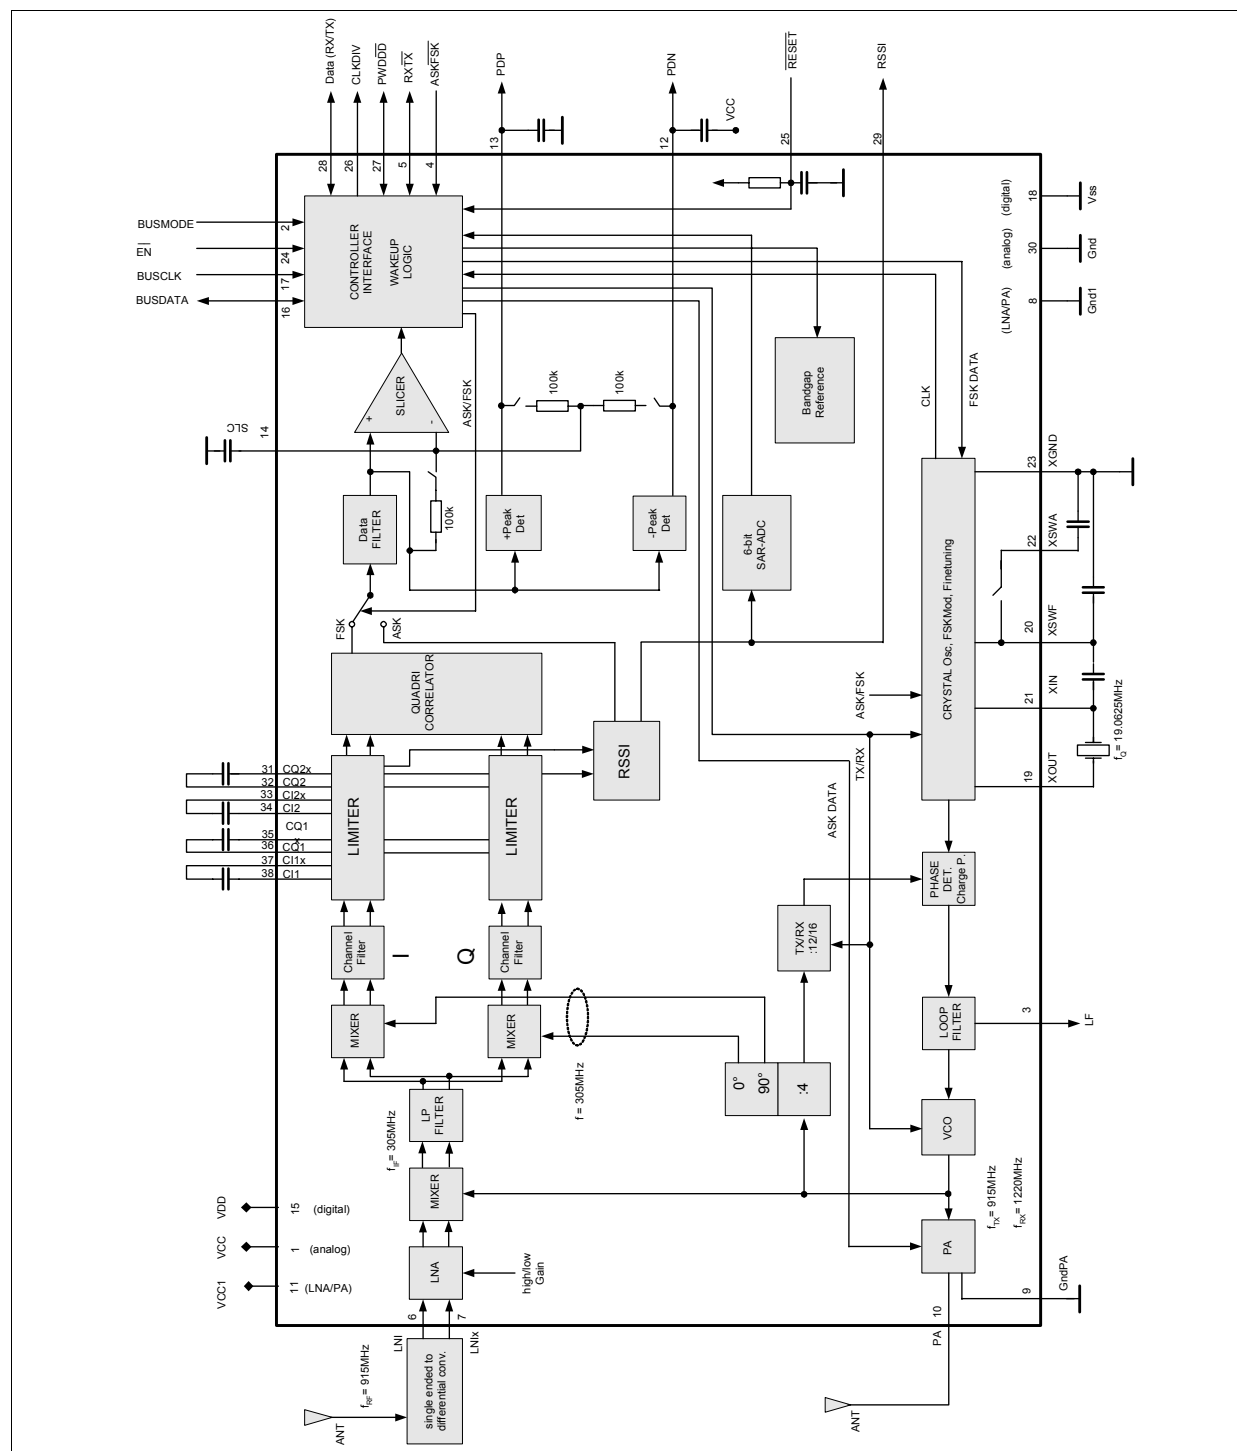 Data (RX/TX)
CLKDIV
PWDDD
RXTX
ASKFSK
PDP
PDN
VCC
RESET
RSSI
28
26
27
5
4
13
12
25
29
BUSMODE
2
EN
24
BUSCLK
17
BUSDATA
16
CONTROLLER
INTERFACE
WAKEUP
LOGIC
(digital)
18
Vss
(analog)
30
Gnd
(LNA/PA)
8
Gnd1
SLICER
+
-
SLC
14
ASK/FSK
100k
100k
Bandgap
Reference
CLK
FSK DATA
Data
FILTER
100k
+Peak
Det
-Peak
Det
6-bit
SAR-ADC
23
XGND
22
XSWA
20
XSWF
21
XIN
19
XOUT
fQ= 19.0625MHz
CRYSTAL Osc, FSKMod, Finetuning
FSK
ASK
QUADRI
CORRELATOR
RSSI
ASK/FSK
TX/RX
ASK DATA
31 CQ2x
32 CQ2
33 CI2x
34 CI2
CQ1
35
x
36 CQ1
37 CI1x
38 CI1
LIMITER
LIMITER
Channel
Filter
I
Q
Channel
Filter
TX/RX
:12/16
PHASE
DET.
Charge P.
MIXER
MIXER
f = 305MHz
LOOP
FILTER
3
LF
0°
90°
:4
LP
FILTER
fIF= 305MHz
VCO
MIXER
fTX= 915MHz
fRX= 1220MHz
VDD
15
(digital)
VCC
1
(analog)
VCC1
11
(LNA/PA)
LNA
high/low
Gain
PA
GndPA
9
10
PA
6
LNI
7
LNIx
single ended to
differential conv.
fRF= 915MHz
ANT
ANT